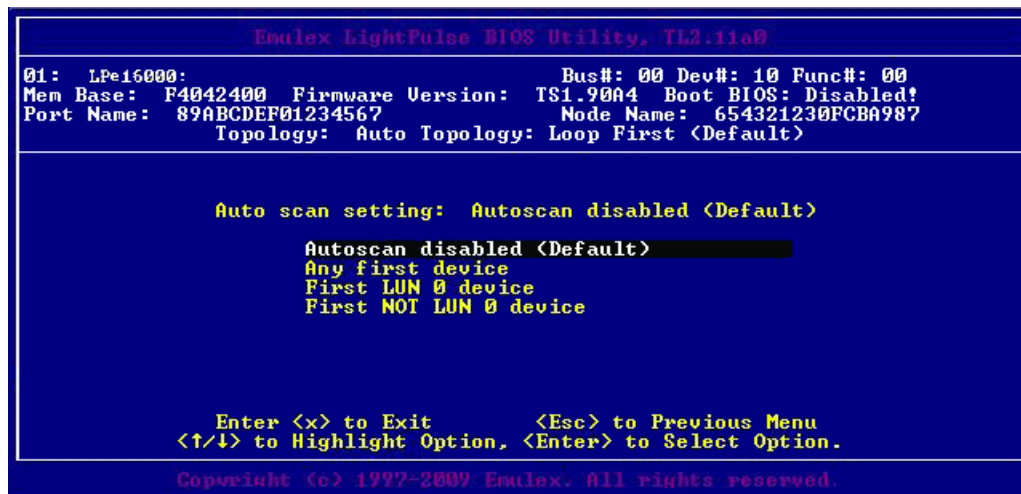 Emulex LightPulse BIOS Utility, TL2.11a0
01: LPe16000: Bus#: 00 Dev#: 10 Func#: 00
Mem Base: F4042400 Firmware Version: TS1.90A4 Boot BIOS: Disabled!
Port Name: 89ABCDEF01234567 Node Name: 654321230FCBA987
Topology: Auto Topology: Loop First (Default)
Auto scan setting: Autoscan disabled (Default)
Autoscan disabled (Default)
Any first device
First LUN 0 device
First NOT LUN 0 device
Enter <x> to Exit <Esc> to Previous Menu
<↑/↓> to Highlight Option, <Enter> to Select Option.
Copyright (c) 1997-2009 Emulex. All rights reserved.